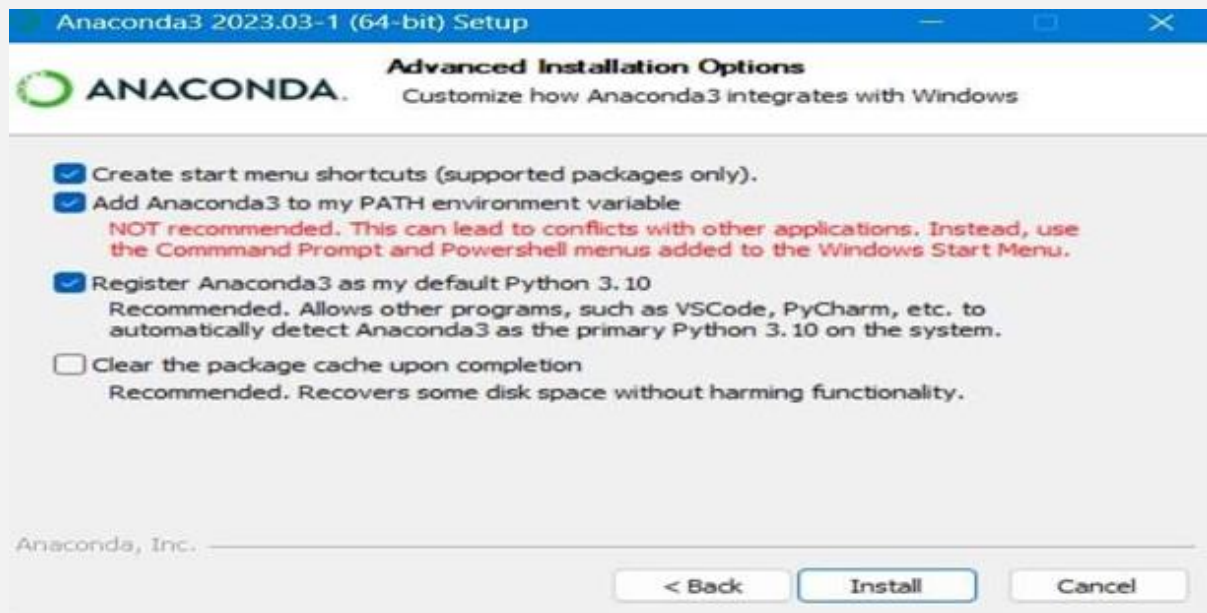 Anaconda3 2023.03-1 (64-bit) Setup
ANACONDA.
Advanced Installation Options
Customize how Anaconda3 integrates with Windows
Create start menu shortcuts (supported packages only).
Add Anaconda3 to my PATH environment variable
NOT recommended. This can lead to conflicts with other applications. Instead, use
the Commmand Prompt and Powershell menus added to the Windows Start Menu.
Register Anaconda3 as my default Python 3.10
Recommended. Allows other programs, such as VSCode, PyCharm, etc. to
automatically detect Anaconda3 as the primary Python 3.10 on the system.
Clear the package cache upon completion
Recommended. Recovers some disk space without harming functionality.
Anaconda, Inc.
< Back Install Cancel